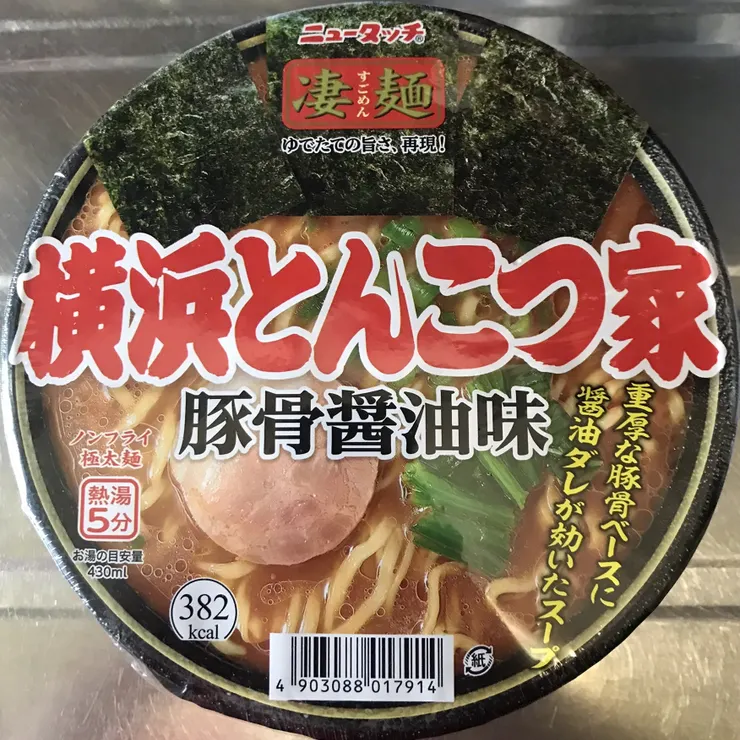 ニュータッチ®
凄麺
すごめん
ゆでたての旨さ、再現!
横浜とんこつ家
豚骨醤油味
重厚な豚骨ベースに
醤油ダレが効いたスープ
ノンフライ
極太麺
熱湯
5分
お湯の目安量
430ml
382
kcal
4 903088 017914
紙